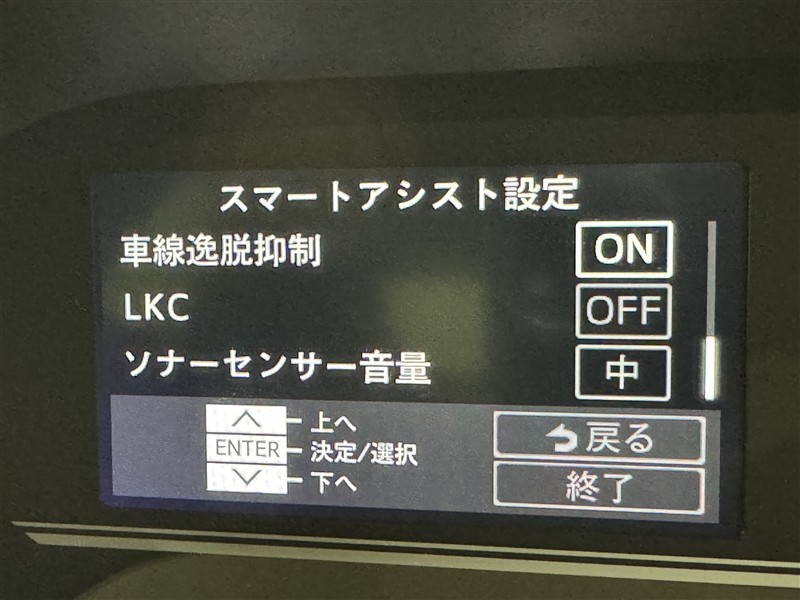 スマートアシスト設定
車線逸脱抑制 ON
LKC OFF
ソナーセンサー音量 中
上へ
ENTER 決定/選択
下へ
戻る
終了